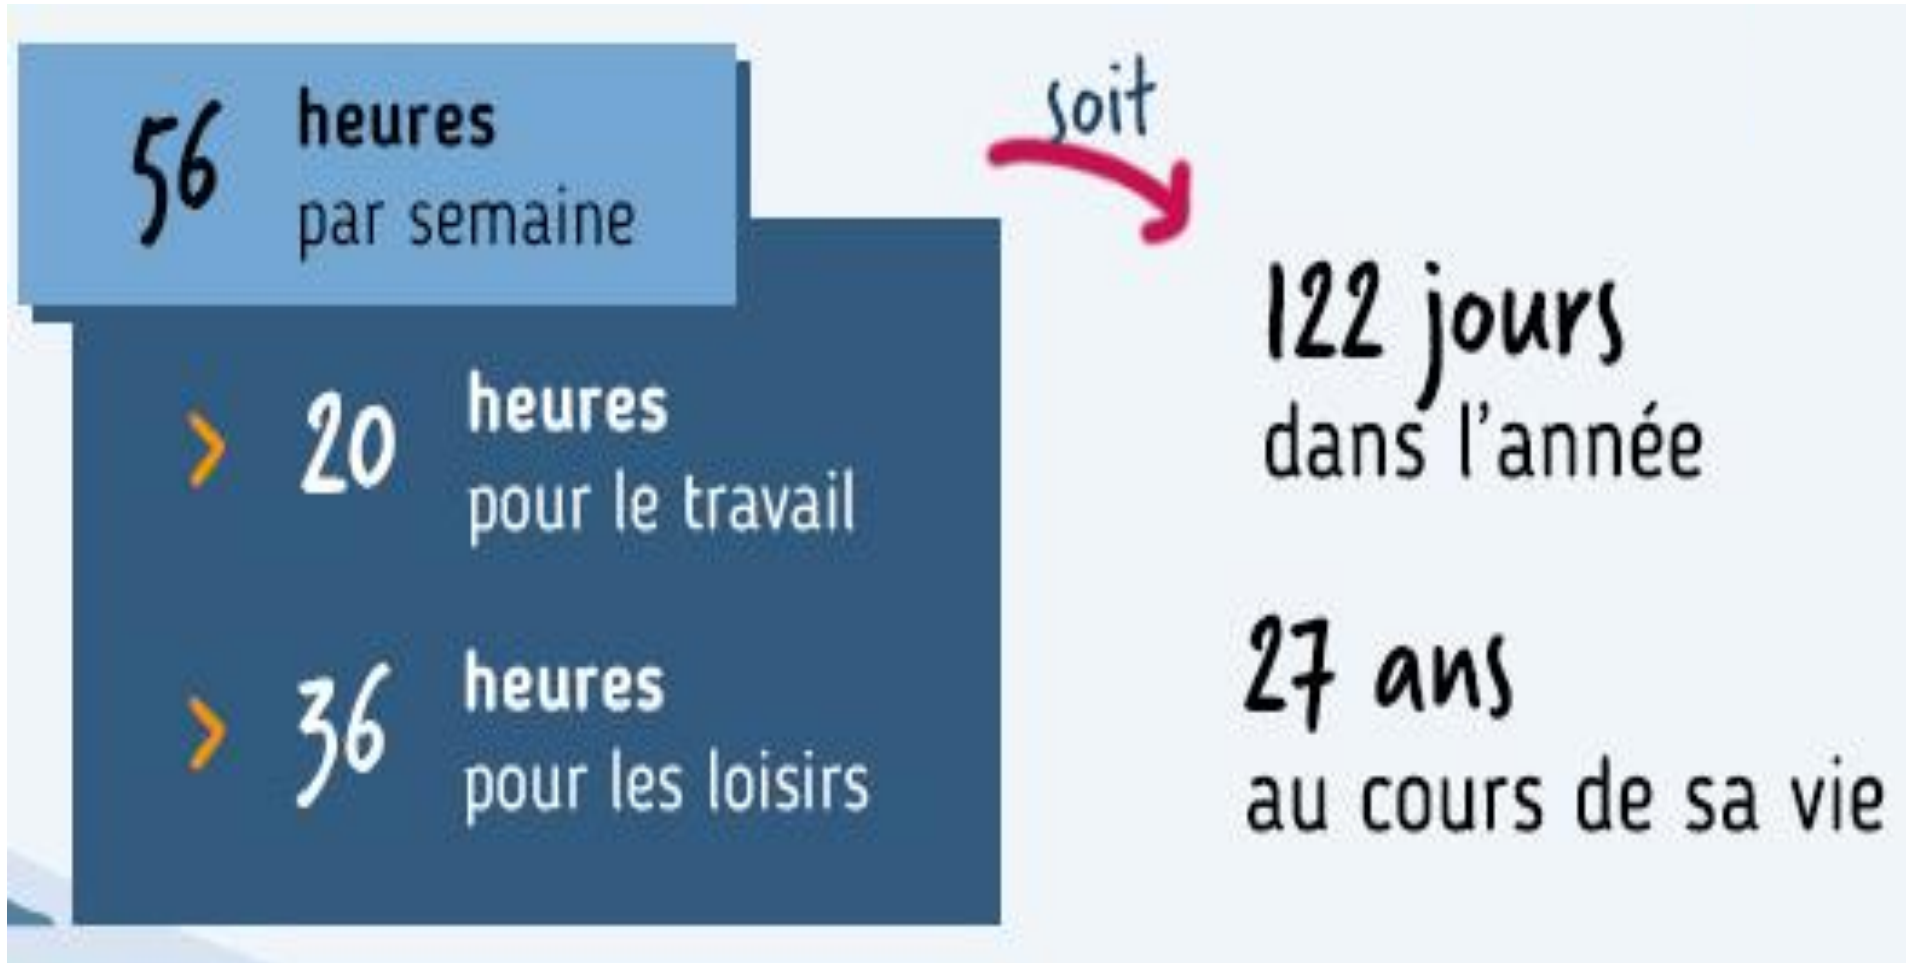 56 heures
par semaine
soit
20 heures
pour le travail
36 heures
pour les loisirs
122 jours
dans l'année
27 ans
au cours de sa vie